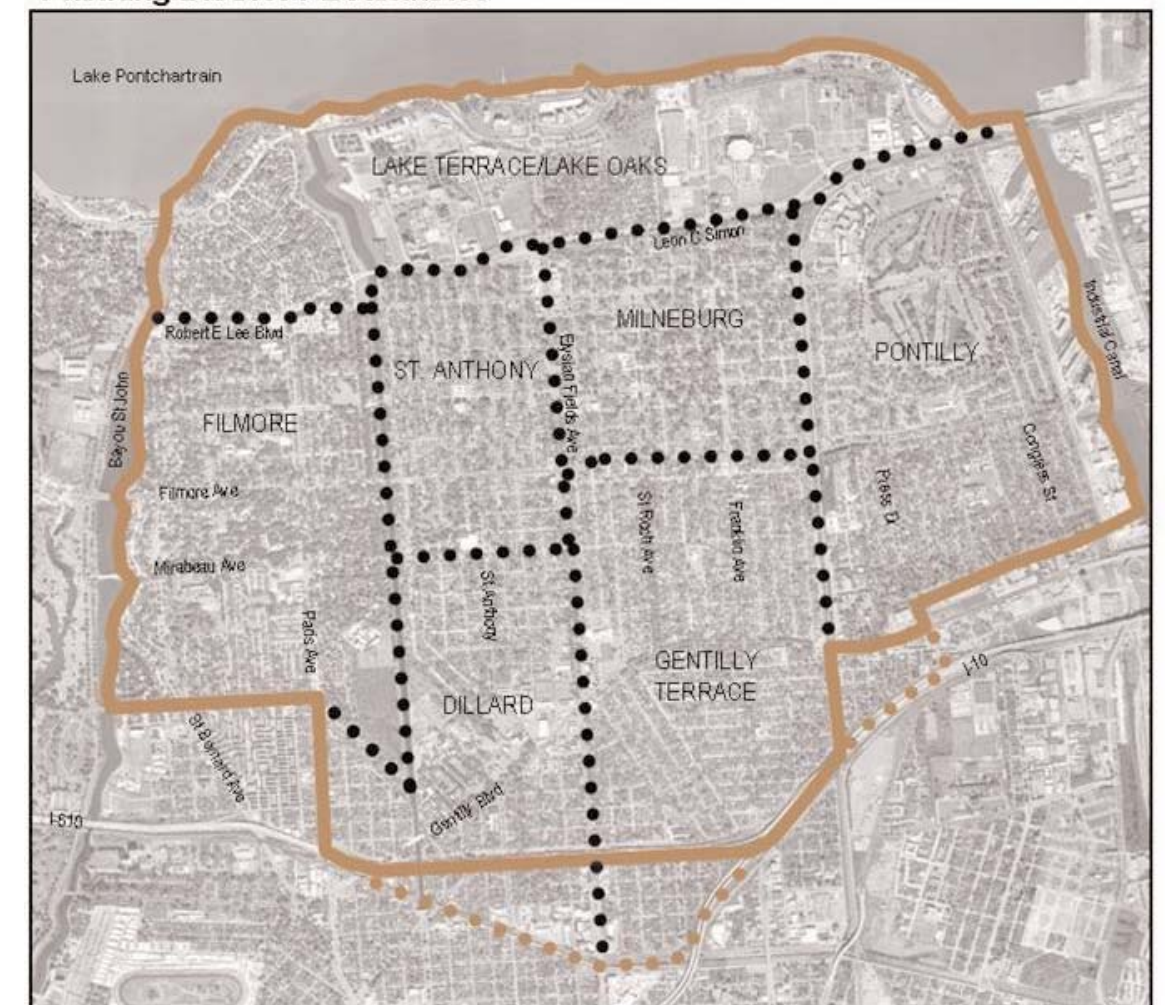 Lake Pontchartrain
LAKE TERRACE/LAKE OAKS
Leon C Simon
Robert E Lee Blvd
MILNEBURG
Industrial Canal
ST. ANTHONY
Elysian Fields Ave
PONTILLY
Bayou St John
FILMORE
Congress St
Filmore Ave
St Roch Ave
Franklin Ave
Press Dr
Mirabeau Ave
St Anthony
Paris Ave
GENTILLY
TERRACE
I-10
DILLARD
St Bernard Ave
Gentilly Blvd
I-610